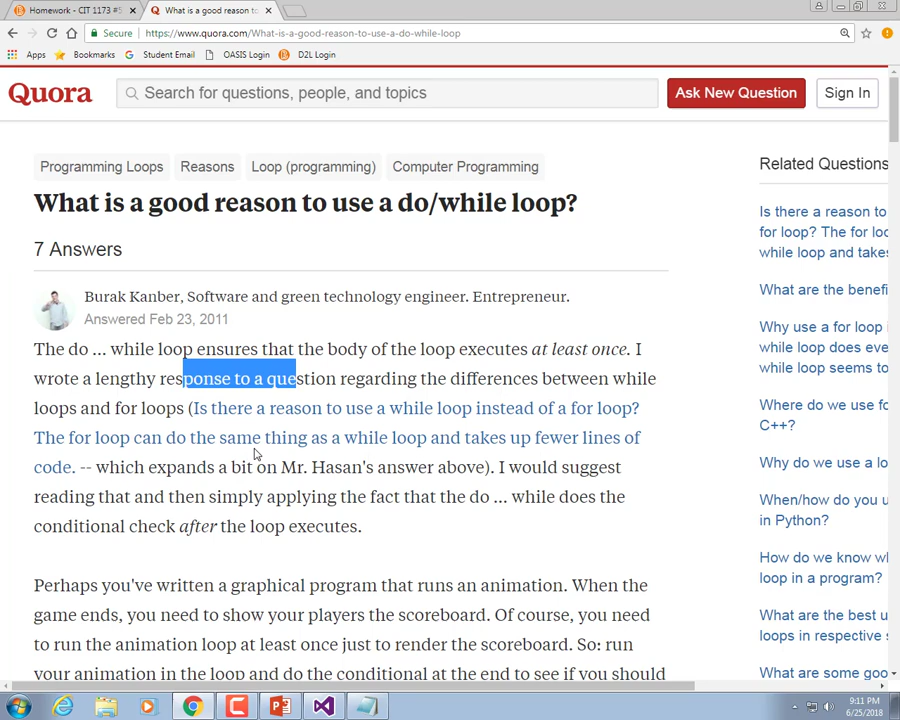 Homework - CIT 1173 #5
What is a good reason to
Secure
https://www.quora.com/What-is-a-good-reason-to-use-a-do-while-loop
Apps
Bookmarks
Student Email
OASIS Login
D2L Login
Quora
Search for questions, people, and topics
Ask New Question
Sign In
Programming Loops
Reasons
Loop (programming)
Computer Programming
What is a good reason to use a do/while loop?
7 Answers
Burak Kanber, Software and green technology engineer. Entrepreneur.
Answered Feb 23, 2011
The do ... while loop ensures that the body of the loop executes at least once. I
wrote a lengthy response to a question regarding the differences between while
loops and for loops (Is there a reason to use a while loop instead of a for loop?
The for loop can do the same thing as a while loop and takes up fewer lines of
code. -- which expands a bit on Mr. Hasan's answer above). I would suggest
reading that and then simply applying the fact that the do ... while does the
conditional check after the loop executes.
Perhaps you've written a graphical program that runs an animation. When the
game ends, you need to show your players the scoreboard. Of course, you need
to run the animation loop at least once just to render the scoreboard. So: run
your animation in the loop and do the conditional at the end to see if you should
Related Questions
Is there a reason to
for loop? The for loo
while loop and takes
What are the benefi
Why use a for loop i
while loop does eve
while loop seems to
Where do we use fo
C++?
Why do we use a lo
When/how do you u
in Python?
How do we know wh
loop in a program?
What are the best u
loops in respective s
What are some goo
9:11 PM
6/25/2018